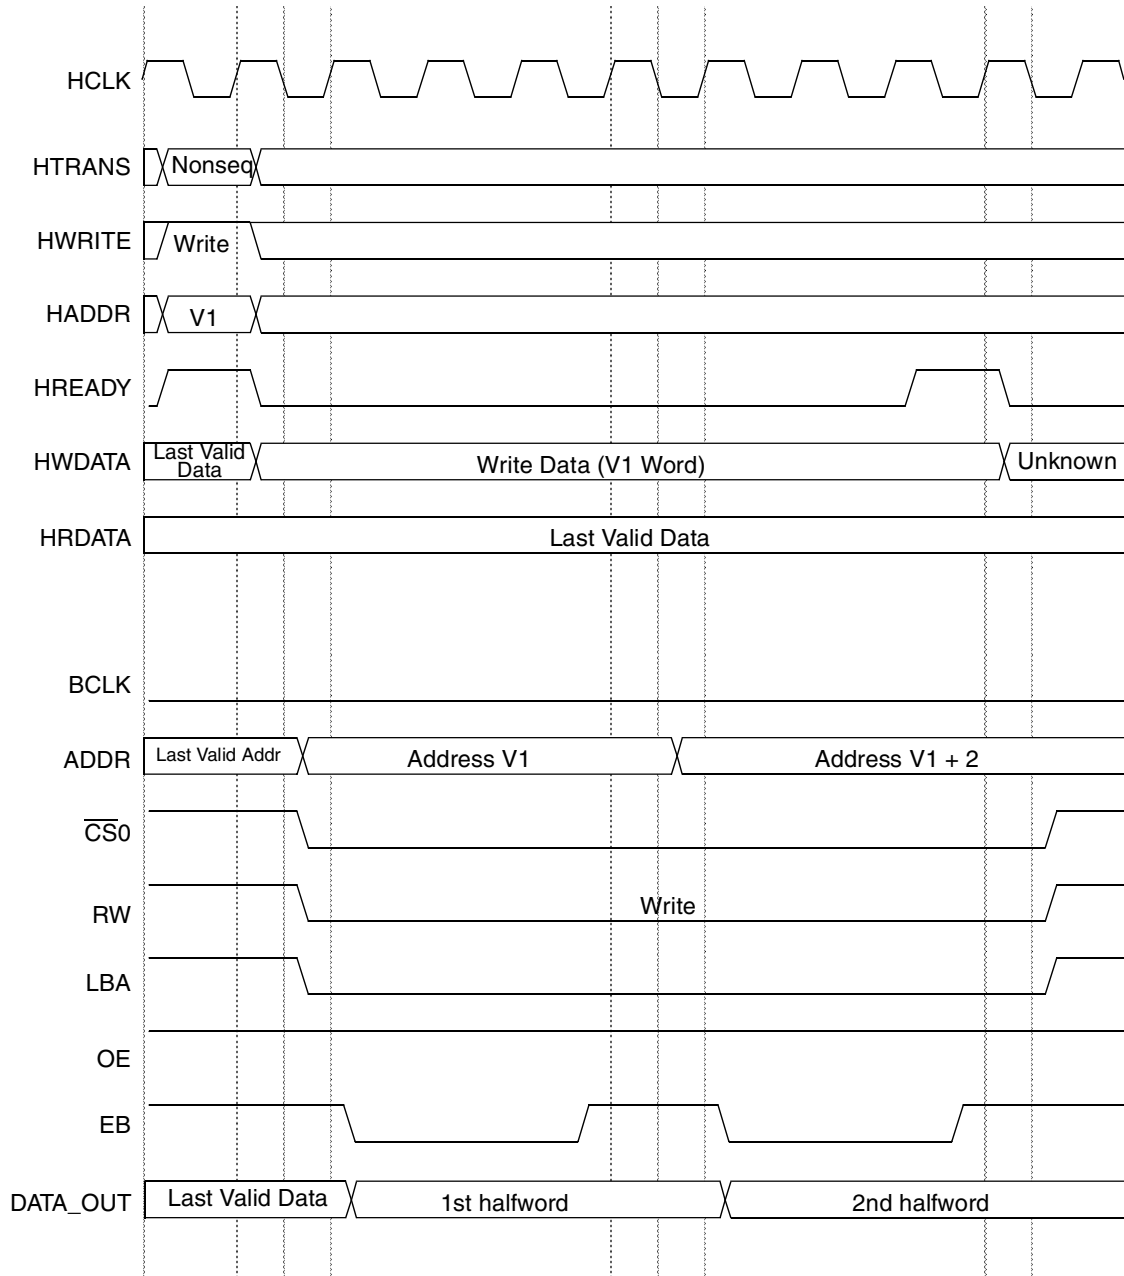 HCLK
HTRANS
Nonseq
HWRITE
Write
HADDR
V1
HREADY
HWDATA
Last Valid
Data
Write Data (V1 Word)
Unknown
HRDATA
Last Valid Data
BCLK
ADDR
Last Valid Addr
Address V1
Address V1 + 2
CS0
RW
Write
LBA
OE
EB
DATA_OUT
Last Valid Data
1st halfword
2nd halfword